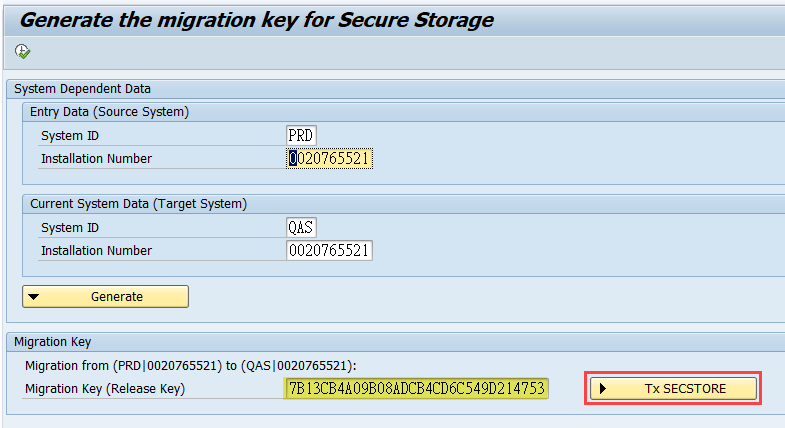 Generate the migration key for Secure Storage
System Dependent Data
Entry Data (Source System)
System ID PRD
Installation Number 0020765521
Current System Data (Target System)
System ID QAS
Installation Number 0020765521
Generate
Migration Key
Migration from (PRD|0020765521) to (QAS|0020765521):
Migration Key (Release Key) 7B13CB4A09B08ADCB4CD6C549D214753 Tx SECSTORE